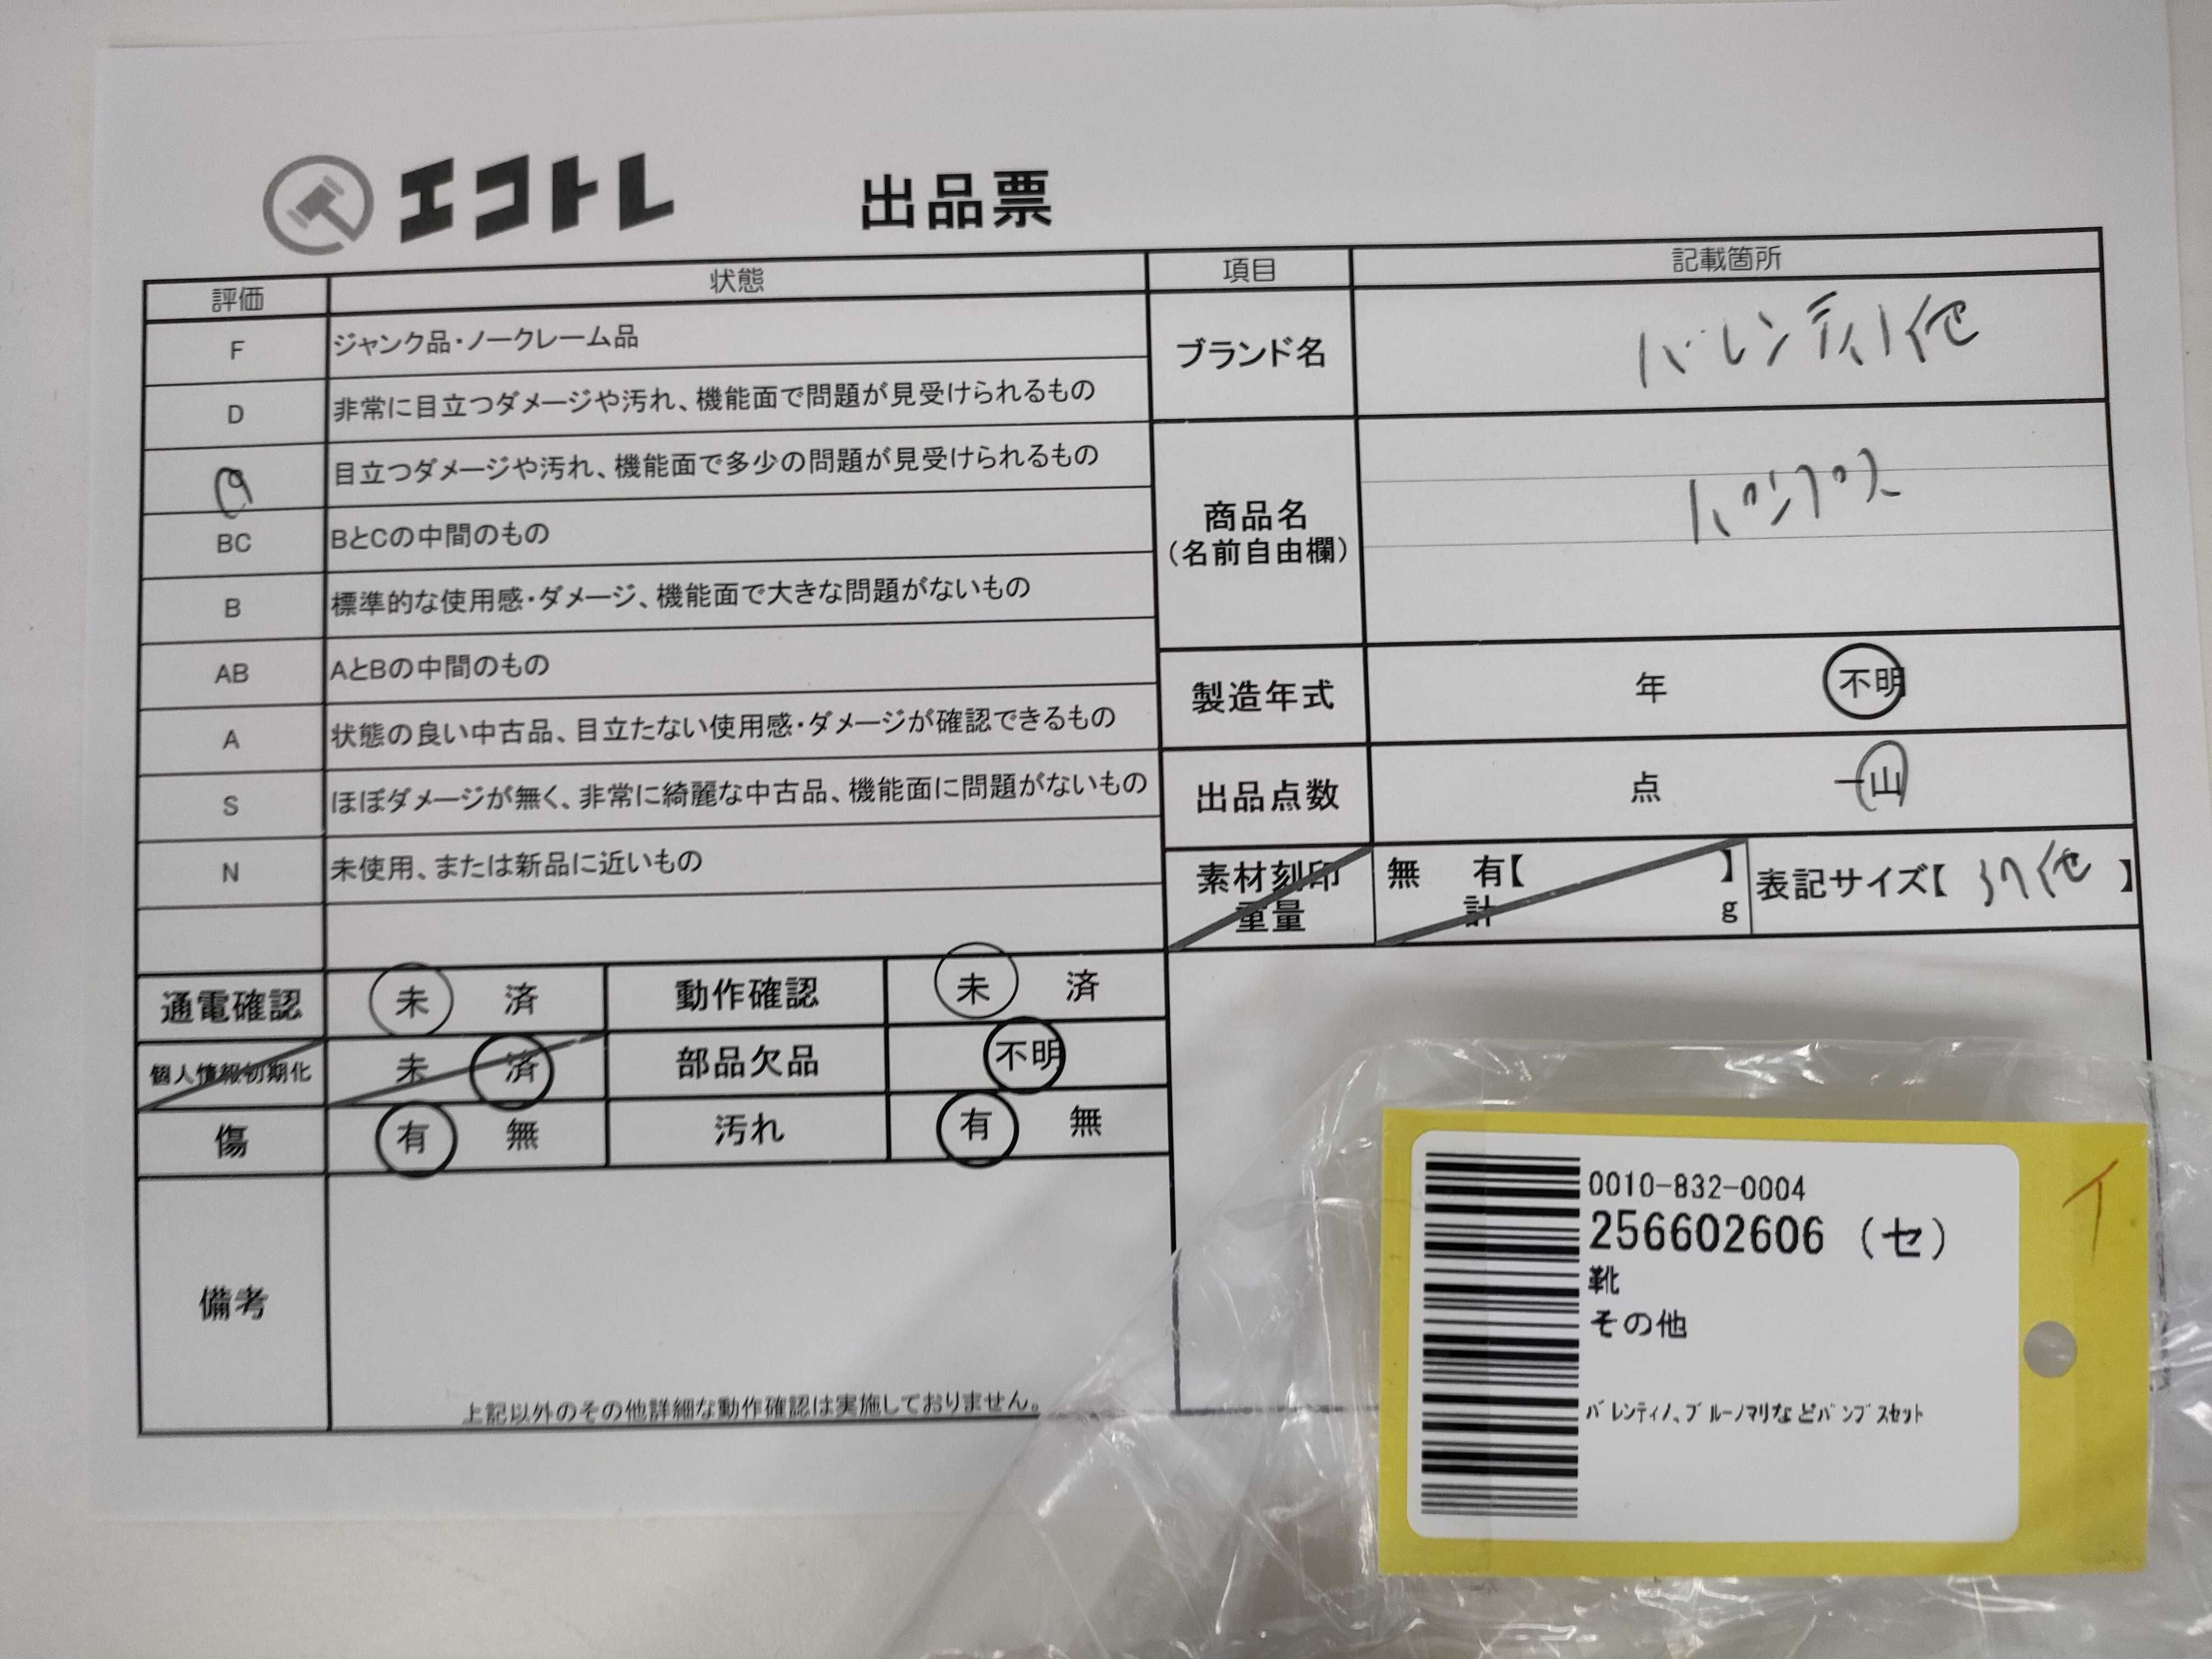 エコトレ 出品票
評価 状態 項目 記載箇所
F ジャンク品・ノークレーム品
D 非常に目立つダメージや汚れ、機能面で問題が見受けられるもの
C 目立つダメージや汚れ、機能面で多少の問題が見受けられるもの
BC BとCの中間のもの
B 標準的な使用感・ダメージ、機能面で大きな問題がないもの
AB AとBの中間のもの
A 状態の良い中古品、目立たない使用感・ダメージが確認できるもの
S ほぼダメージが無く、非常に綺麗な中古品、機能面に問題がないもの
N 未使用、または新品に近いもの
ブランド名 バレンティノ他
商品名 パンプス
(名前自由欄)
製造年式 年 不明
出品点数 点 一山
素材刻印 無 有【 】 表記サイズ【 37他 】
重量 計 g
通電確認 未 済 動作確認 未 済
個人情報初期化 未 済 部品欠品 不明
傷 有 無 汚れ 有 無
備考
上記以外のその他詳細な動作確認は実施しておりません。
0010-832-0004
256602606 (セ)
イ
靴
その他
ﾊﾞﾚﾝﾃｨﾉ、ﾌﾞﾙｰﾉﾏﾘなどﾊﾟﾝﾌﾟｽｾｯﾄ